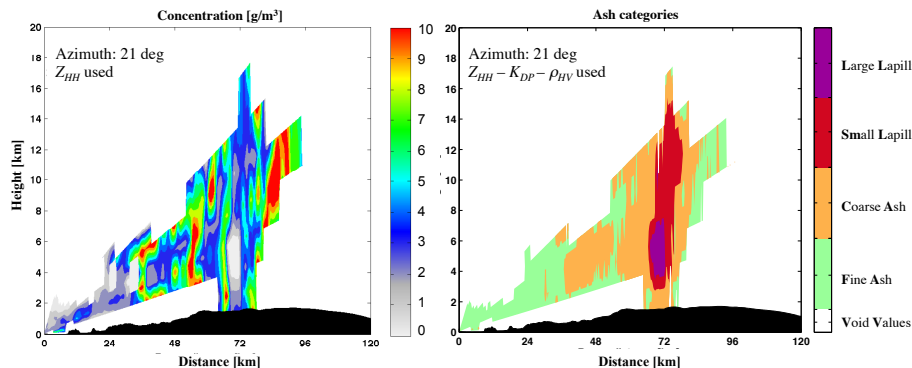 Concentration [g/m³]
Azimuth: 21 deg
Z_HH used
Height [km]
20
18
16
14
12
10
8
6
4
2
0
0 24 48 72 96 120
Distance [km]
10
9
8
7
6
5
4
3
2
1
0
Ash categories
Azimuth: 21 deg
Z_HH – K_DP – ρ_HV used
20
18
16
14
12
10
8
6
4
2
0
0 24 48 72 96 120
Distance [km]
Large Lapill
Small Lapill
Coarse Ash
Fine Ash
Void Values